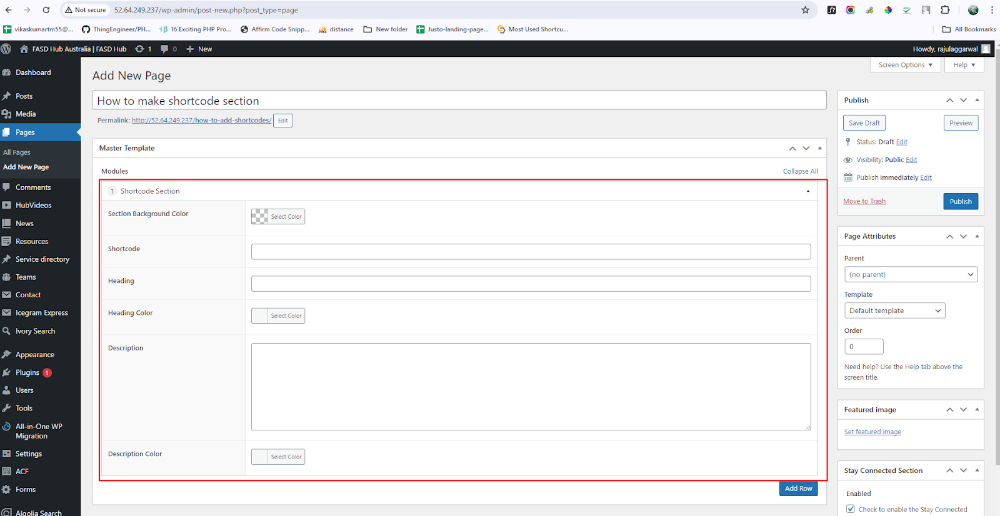 Not secure 52.64.249.237/wp-admin/post-new.php?post_type=page
vikaskumartm55@... ThingEngineer/PH... 16 Exciting PHP Pro... Affirm Code Snipp... distance New folder Justo-landing-page... Most Used Shortcu... All Bookmarks
FASD Hub Australia | FASD Hub 1 0 New Howdy, rajulaggarwal
Screen Options Help
Dashboard
Posts
Media
Pages
All Pages
Add New Page
Comments
HubVideos
News
Resources
Service directory
Teams
Contact
Icegram Express
Ivory Search
Appearance
Plugins 1
Users
Tools
All-in-One WP
Migration
Settings
ACF
Forms
Algolia Search
Add New Page
How to make shortcode section
Permalink: http://52.64.249.237/how-to-add-shortcodes/ Edit
Master Template
Modules Collapse All
1 Shortcode Section
Section Background Color Select Color
Shortcode
Heading
Heading Color Select Color
Description
Description Color Select Color
Add Row
Publish
Save Draft Preview
Status: Draft Edit
Visibility: Public Edit
Publish immediately Edit
Move to Trash Publish
Page Attributes
Parent
(no parent)
Template
Default template
Order
0
Need help? Use the Help tab above the
screen title.
Featured image
Set featured image
Stay Connected Section
Enabled
Check to enable the Stay Connected